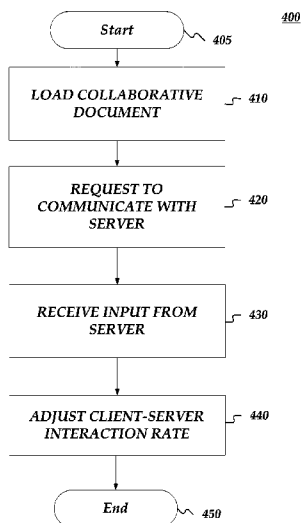 400
Start
405
LOAD COLLABORATIVE
DOCUMENT
410
REQUEST TO
COMMUNICATE WITH
SERVER
420
RECEIVE INPUT FROM
SERVER
430
ADJUST CLIENT-SERVER
INTERACTION RATE
440
End
450